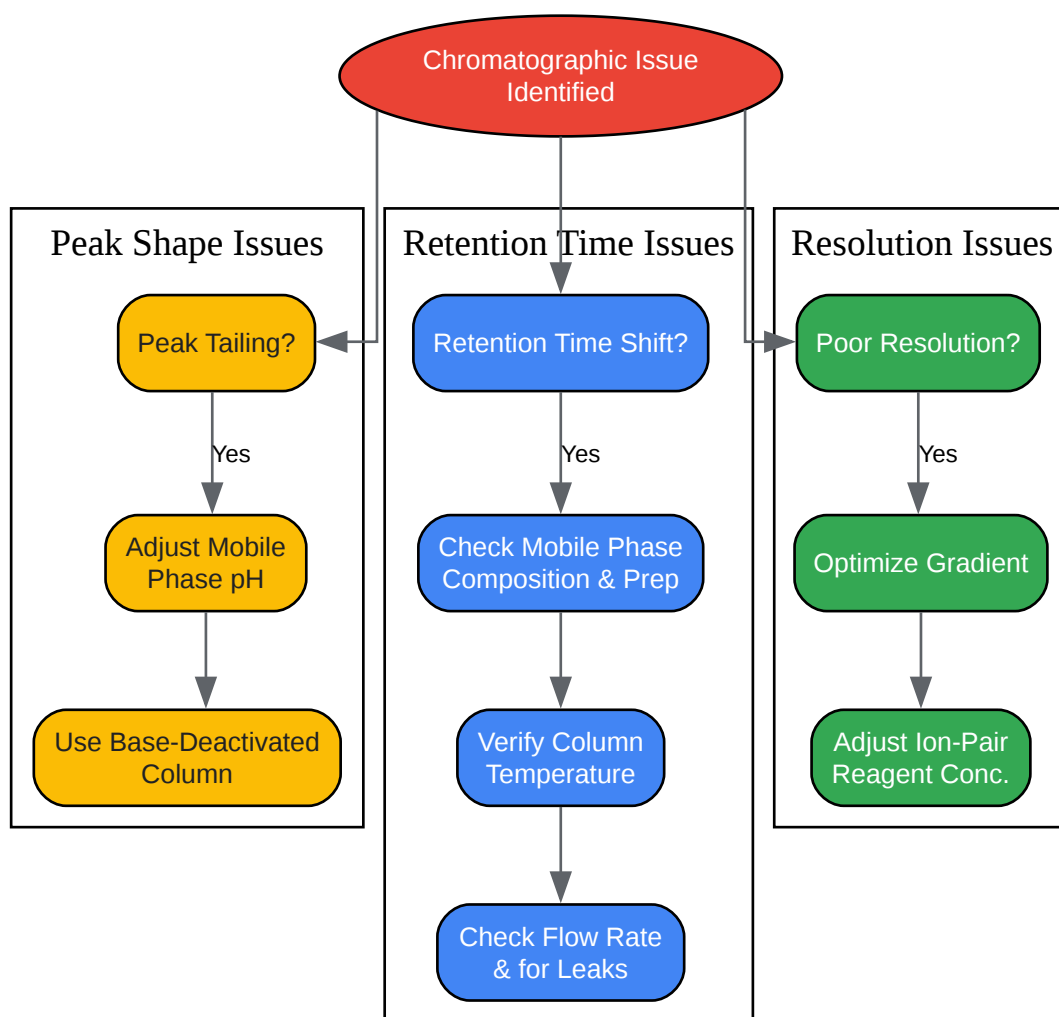 Chromatographic Issue
Identified
Peak Shape Issues
Peak Tailing?
Yes
Adjust Mobile
Phase pH
Use Base-Deactivated
Column
Retention Time Issues
Retention Time Shift?
Yes
Check Mobile Phase
Composition & Prep
Verify Column
Temperature
Check Flow Rate
& for Leaks
Resolution Issues
Poor Resolution?
Yes
Optimize Gradient
Adjust Ion-Pair
Reagent Conc.